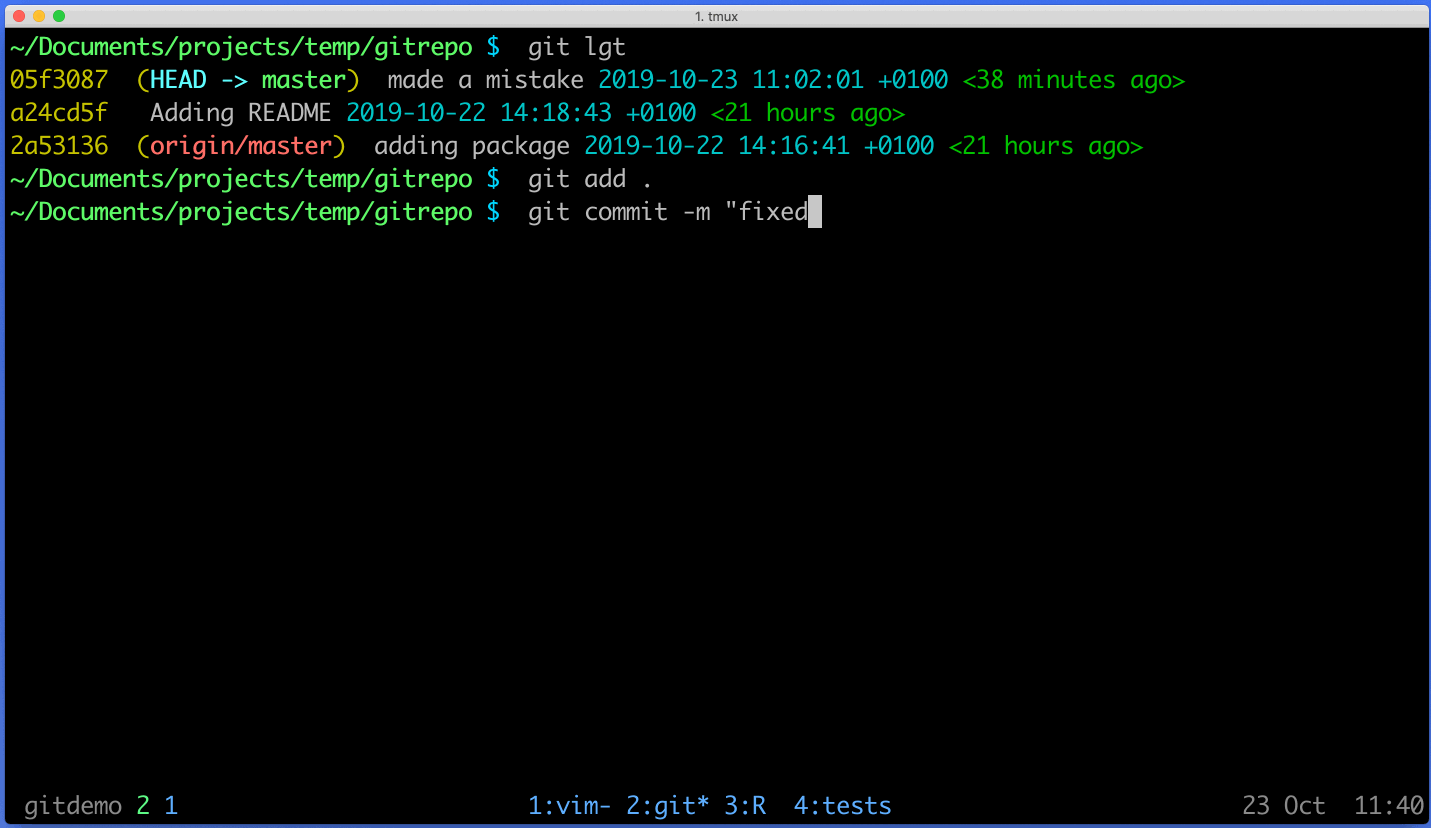 1. tmux
~/Documents/projects/temp/gitrepo $  git lgt
05f3087  (HEAD -> master)  made a mistake 2019-10-23 11:02:01 +0100 <38 minutes ago>
a24cd5f   Adding README 2019-10-22 14:18:43 +0100 <21 hours ago>
2a53136  (origin/master)  adding package 2019-10-22 14:16:41 +0100 <21 hours ago>
~/Documents/projects/temp/gitrepo $  git add .
~/Documents/projects/temp/gitrepo $  git commit -m "fixed
gitdemo 2 1 1:vim- 2:git* 3:R  4:tests 23 Oct  11:40